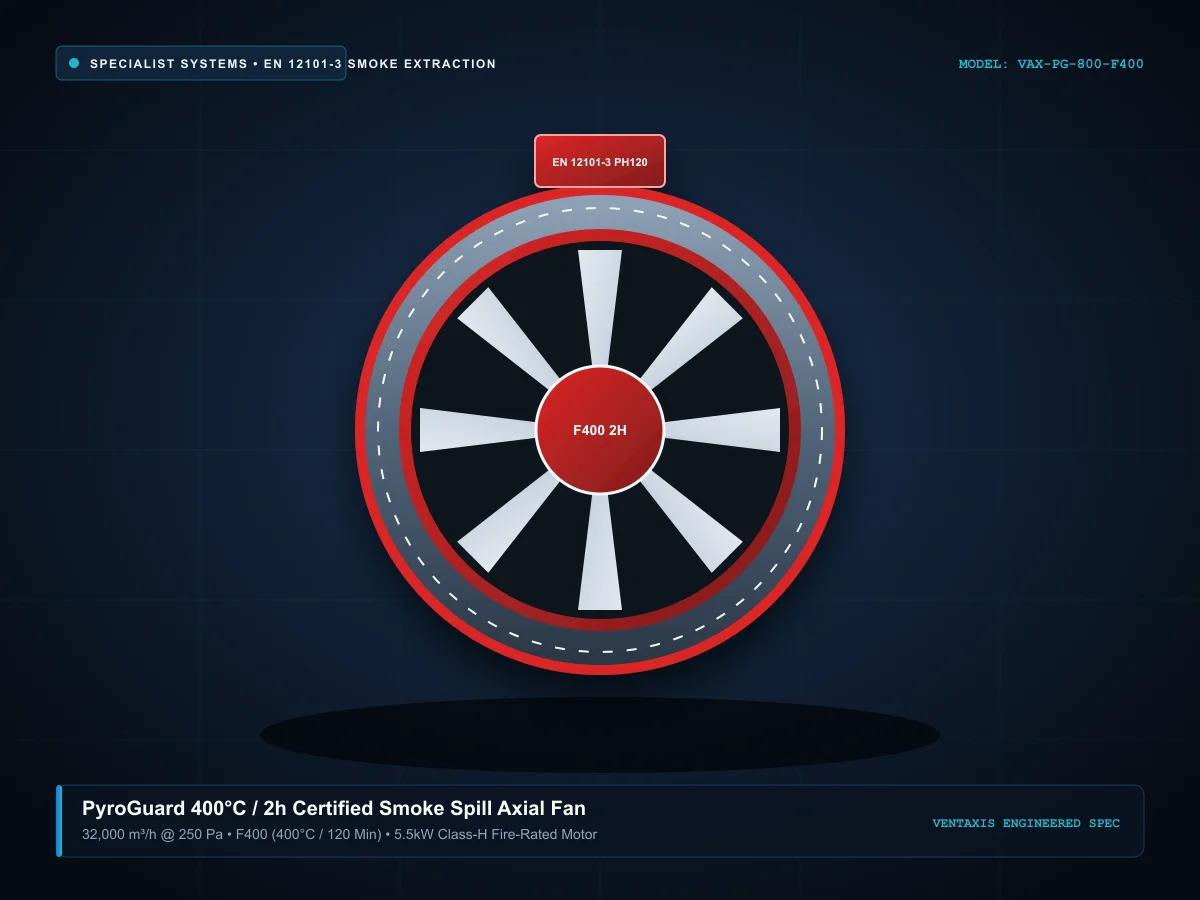 SPECIALIST SYSTEMS • EN 12101-3 SMOKE EXTRACTION
MODEL: VAX-PG-800-F400
EN 12101-3 PH120
F400 2H
PyroGuard 400°C / 2h Certified Smoke Spill Axial Fan
32,000 m³/h @ 250 Pa • F400 (400°C / 120 Min) • 5.5kW Class-H Fire-Rated Motor
VENTAXIS ENGINEERED SPEC